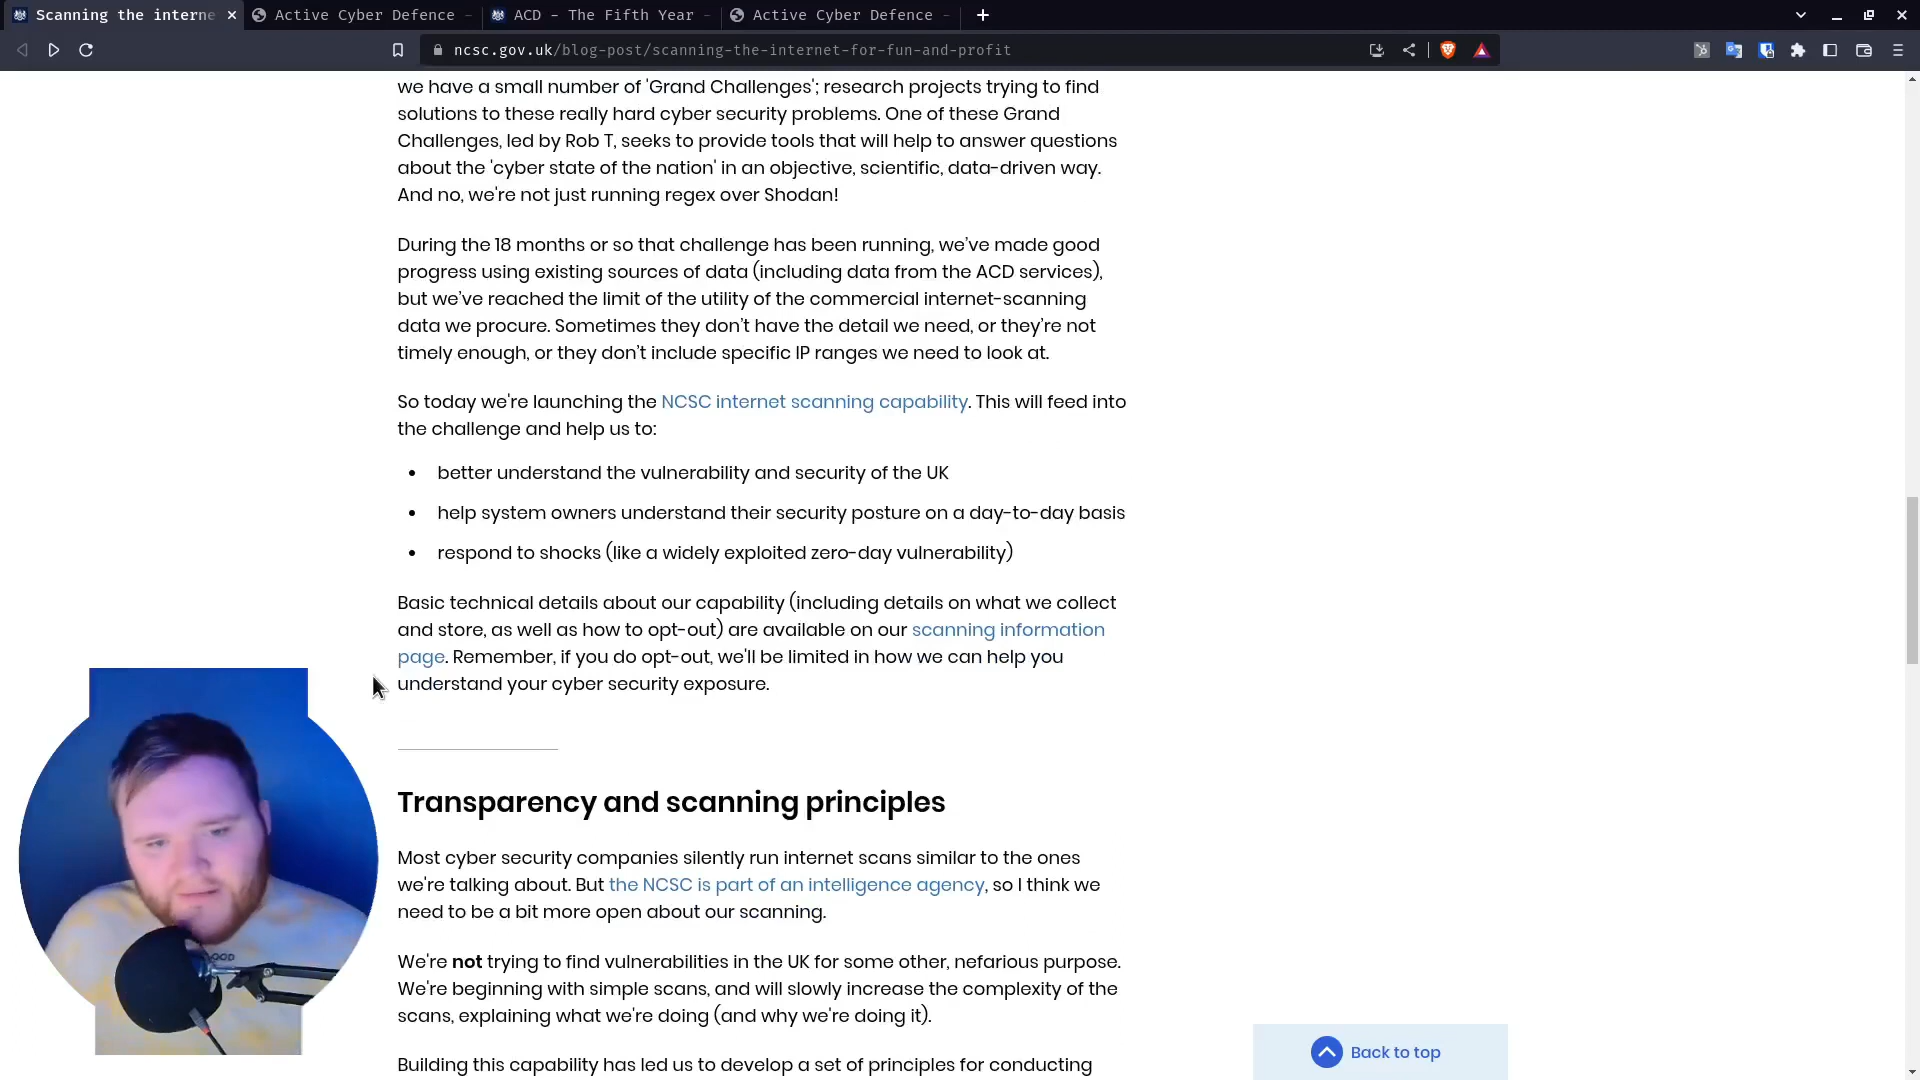 Scanning the interne
Active Cyber Defence -
ACD - The Fifth Year -
Active Cyber Defence -
ncsc.gov.uk/blog-post/scanning-the-internet-for-fun-and-profit
we have a small number of 'Grand Challenges'; research projects trying to find
solutions to these really hard cyber security problems. One of these Grand
Challenges, led by Rob T, seeks to provide tools that will help to answer questions
about the 'cyber state of the nation' in an objective, scientific, data-driven way.
And no, we're not just running regex over Shodan!
During the 18 months or so that challenge has been running, we’ve made good
progress using existing sources of data (including data from the ACD services),
but we’ve reached the limit of the utility of the commercial internet-scanning
data we procure. Sometimes they don’t have the detail we need, or they’re not
timely enough, or they don’t include specific IP ranges we need to look at.
So today we're launching the NCSC internet scanning capability. This will feed into
the challenge and help us to:
• better understand the vulnerability and security of the UK
• help system owners understand their security posture on a day-to-day basis
• respond to shocks (like a widely exploited zero-day vulnerability)
Basic technical details about our capability (including details on what we collect
and store, as well as how to opt-out) are available on our scanning information
page. Remember, if you do opt-out, we'll be limited in how we can help you
understand your cyber security exposure.
Transparency and scanning principles
Most cyber security companies silently run internet scans similar to the ones
we're talking about. But the NCSC is part of an intelligence agency, so I think we
need to be a bit more open about our scanning.
We're not trying to find vulnerabilities in the UK for some other, nefarious purpose.
We're beginning with simple scans, and will slowly increase the complexity of the
scans, explaining what we're doing (and why we're doing it).
Building this capability has led us to develop a set of principles for conducting
Back to top